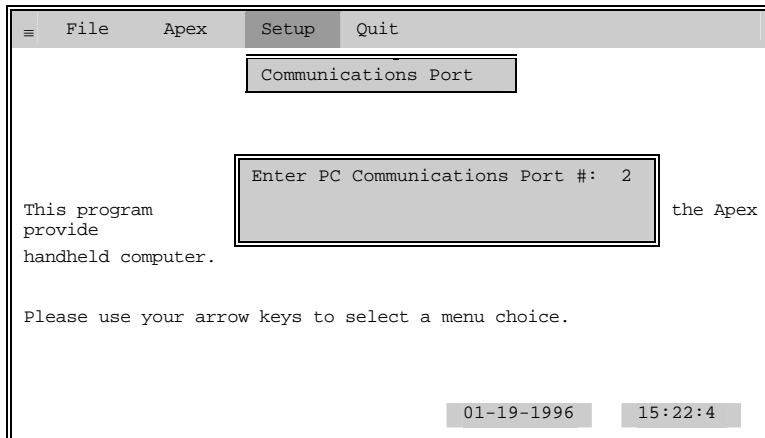 ≡ File Apex Setup Quit
Communications Port
Enter PC Communications Port #: 2
This program the Apex
provide
handheld computer.
Please use your arrow keys to select a menu choice.
01-19-1996 15:22:4